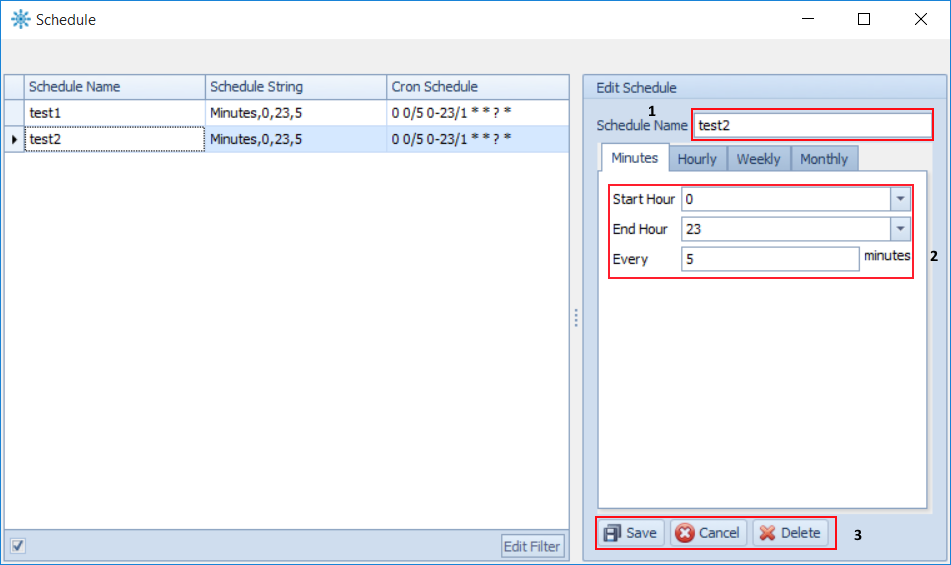 Schedule
Schedule Name Schedule String Cron Schedule
test1 Minutes,0,23,5 0 0/5 0-23/1 * * ? *
test2 Minutes,0,23,5 0 0/5 0-23/1 * * ? *
Edit Filter
Edit Schedule
1
Schedule Name test2
Minutes Hourly Weekly Monthly
Start Hour 0
End Hour 23
Every 5 minutes
2
Save Cancel Delete
3